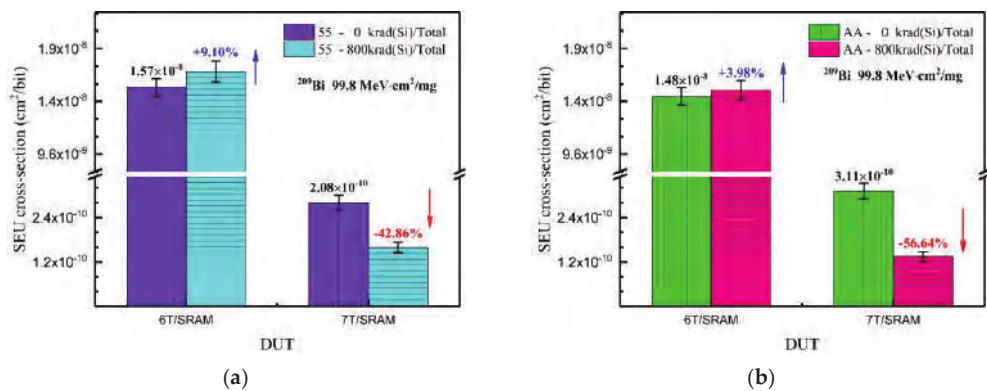 55 - 0 krad(Si)/Total
55 - 800krad(Si)/Total
+9.10%
1.57×10⁻⁸
²⁰⁹Bi 99.8 MeV·cm²/mg
1.9×10⁻⁸
1.4×10⁻⁸
9.6×10⁻⁹
2.4×10⁻¹⁰
1.2×10⁻¹⁰
SEU cross-section (cm²/bit)
2.08×10⁻¹⁰
-42.86%
6T/SRAM
7T/SRAM
DUT
(a)
AA - 0 krad(Si)/Total
AA - 800krad(Si)/Total
+3.98%
1.48×10⁻⁸
²⁰⁹Bi 99.8 MeV·cm²/mg
1.9×10⁻⁸
1.4×10⁻⁸
9.6×10⁻⁹
2.4×10⁻¹⁰
1.2×10⁻¹⁰
SEU cross-section (cm²/bit)
3.11×10⁻¹⁰
-56.64%
6T/SRAM
7T/SRAM
DUT
(b)